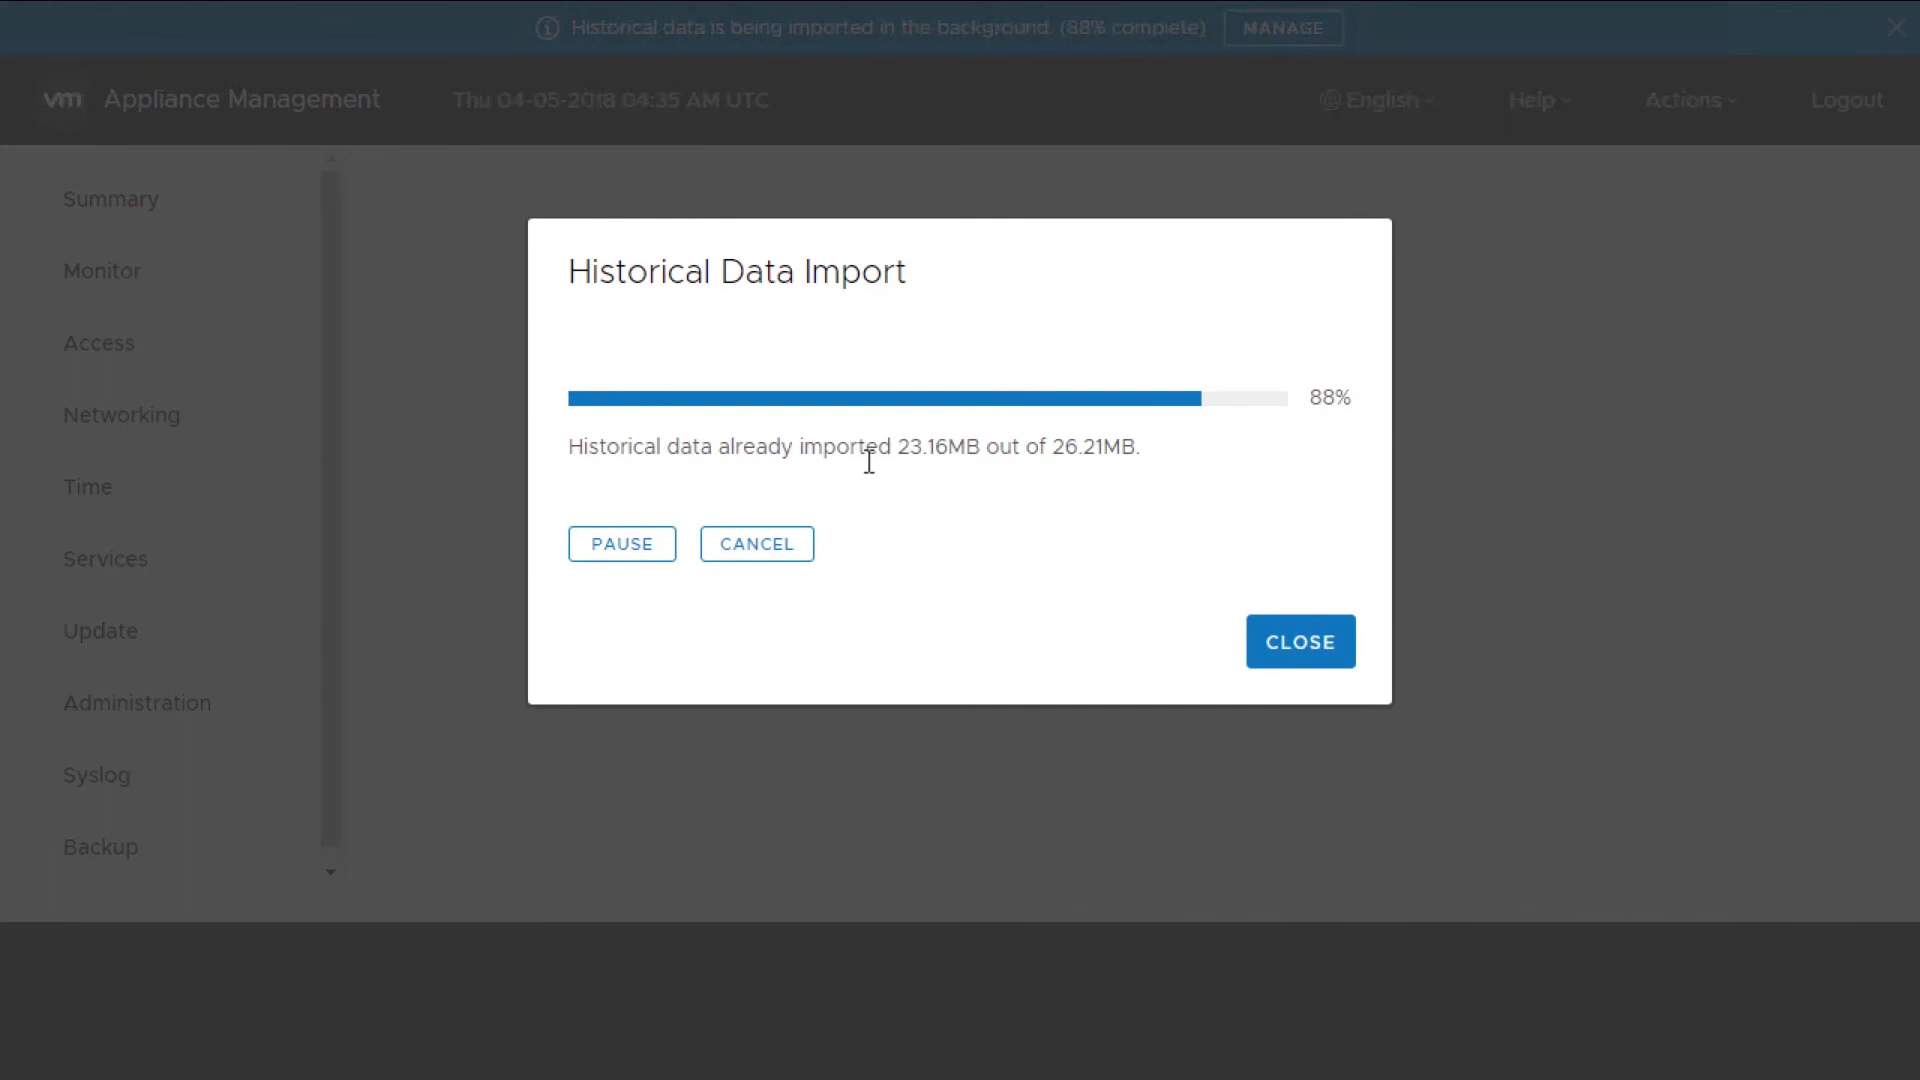 Historical data is being imported in the background. (88% complete) MANAGE
vm Appliance Management Thu 04-05-2018 04:35 AM UTC English Help Actions Logout
Summary
Monitor
Access
Networking
Time
Services
Update
Administration
Syslog
Backup
Historical Data Import
88%
Historical data already imported 23.16MB out of 26.21MB.
PAUSE CANCEL
CLOSE